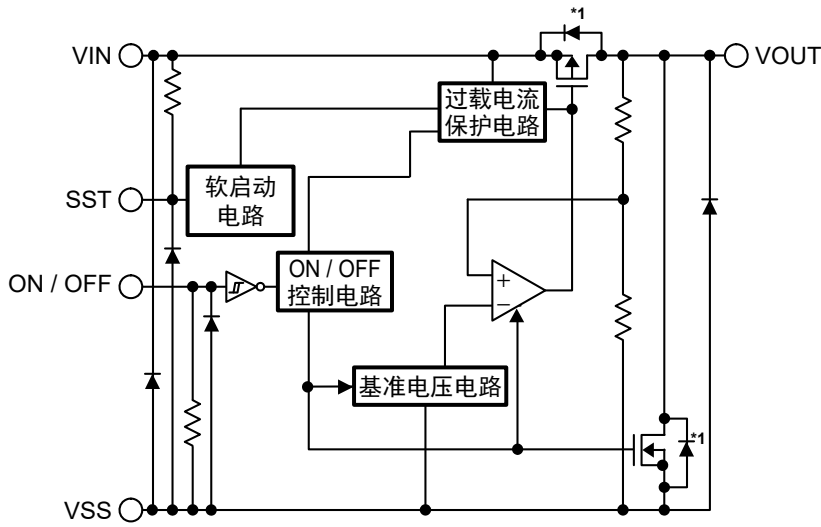 *1
VIN
VOUT
过载电流
保护电路
SST
软启动
电路
ON / OFF
ON / OFF
控制电路
+
−
基准电压电路
*1
VSS